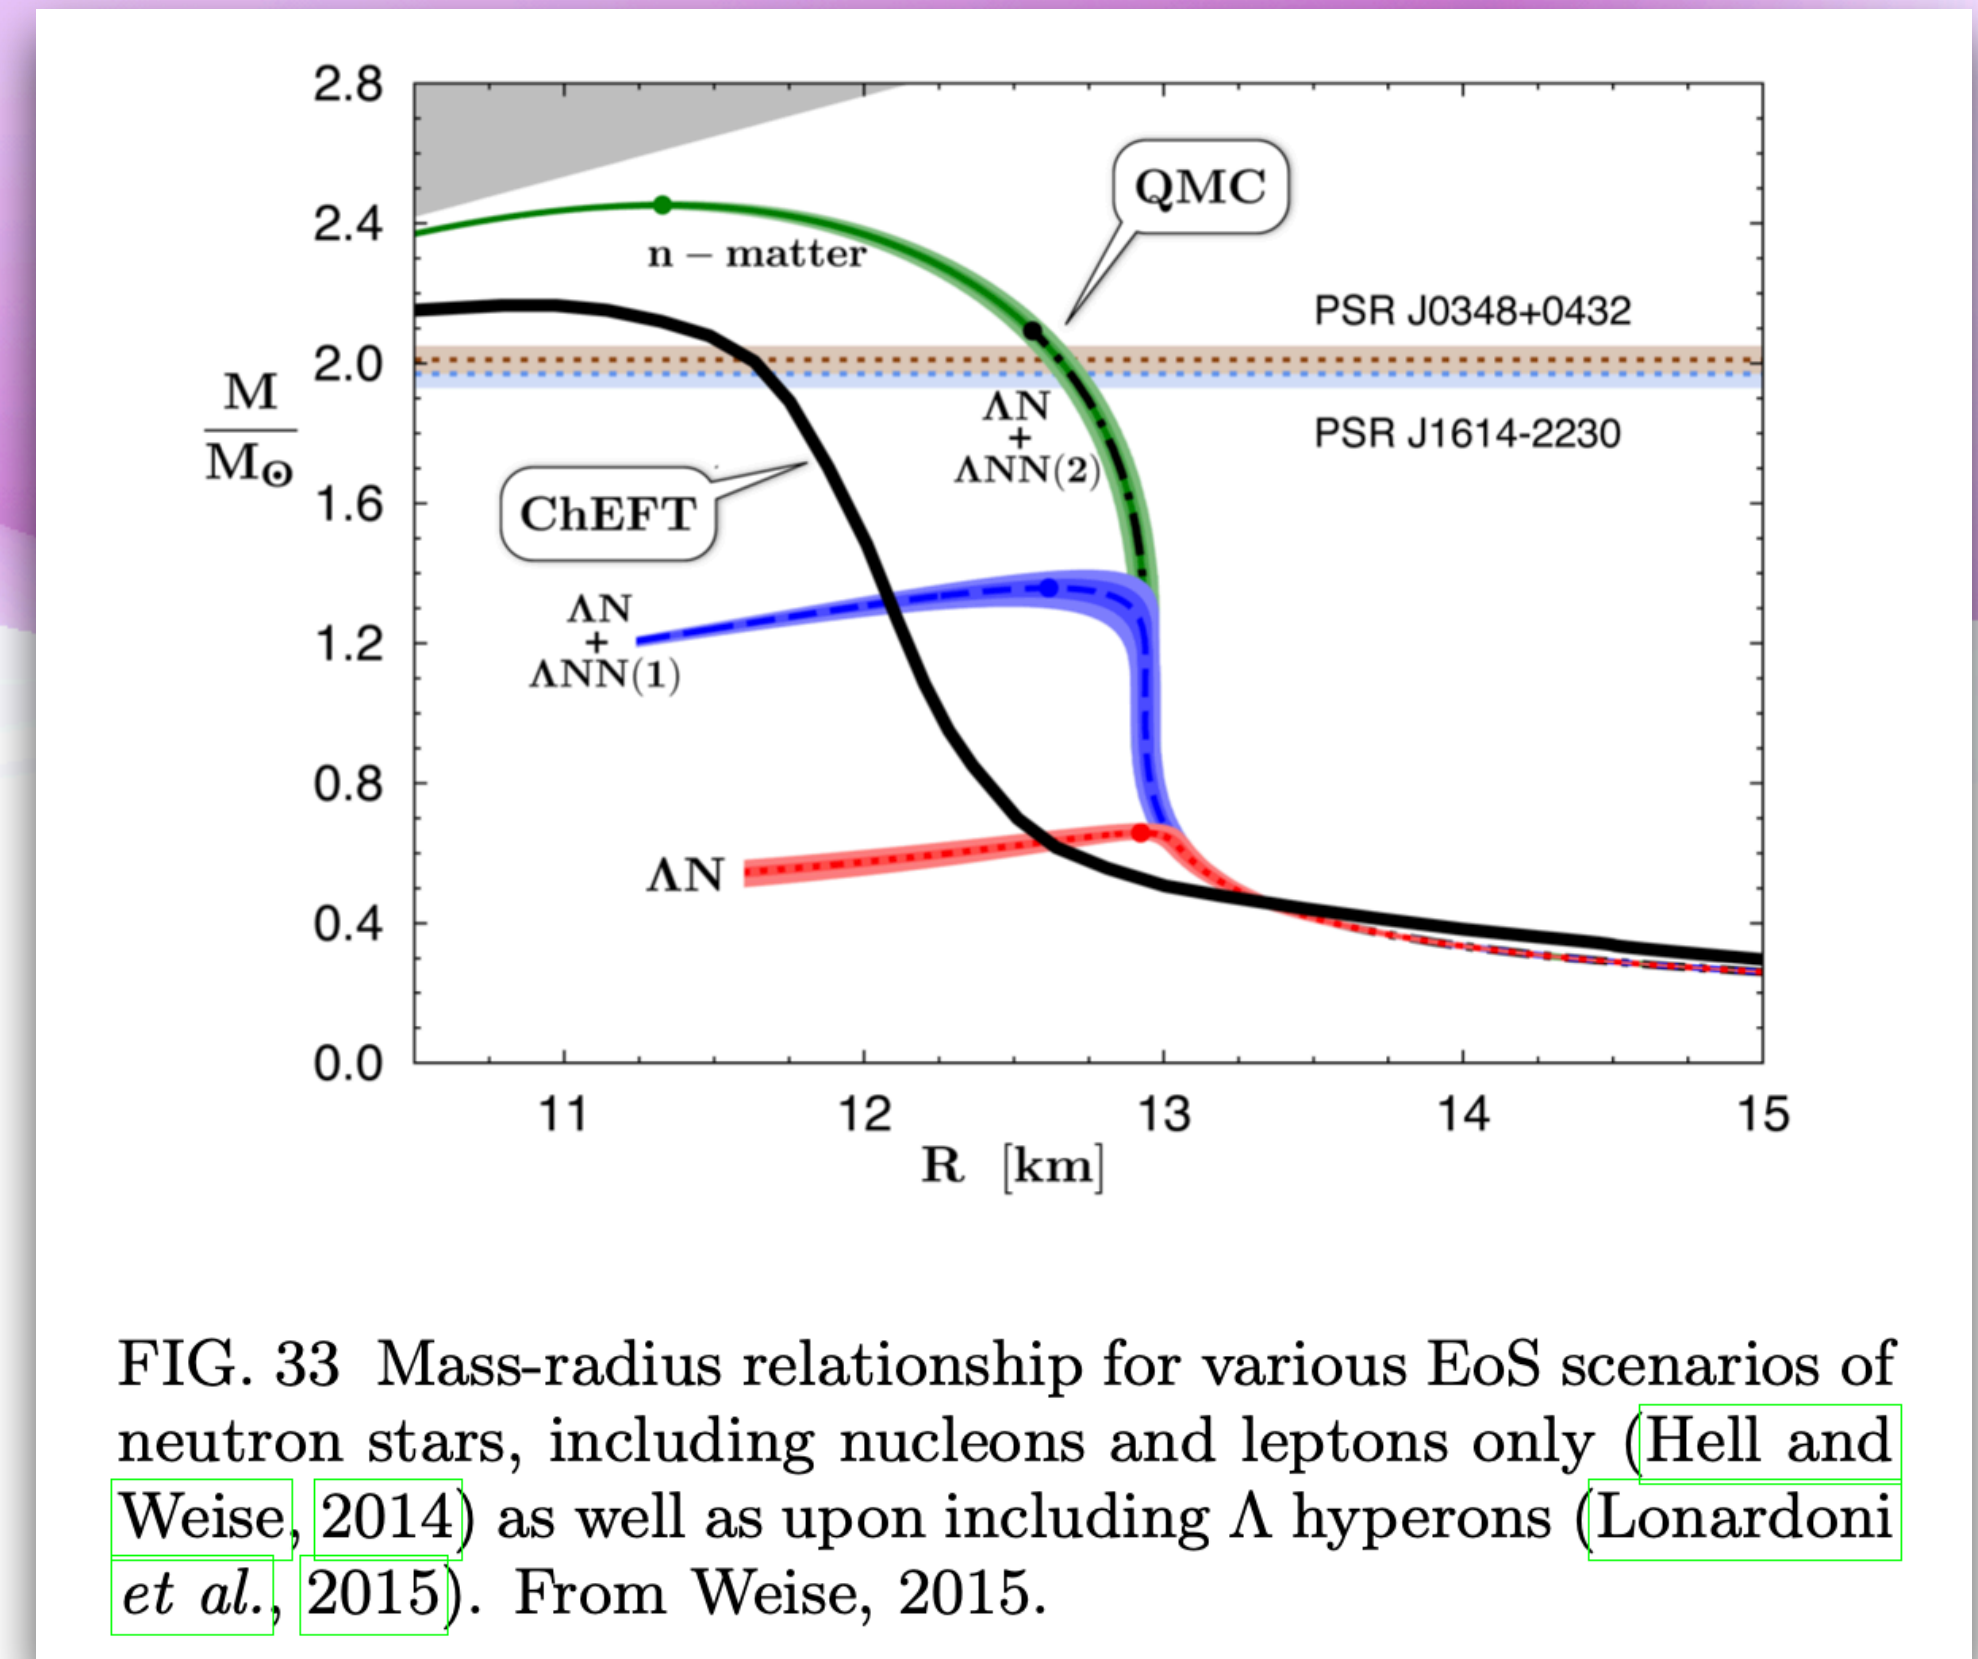 2.8
QMC
2.4
n – matter
PSR J0348+0432
2.0
M
M⊙
ΛN
+
ΛNN(2)
PSR J1614-2230
1.6
ChEFT
ΛN
+
ΛNN(1)
1.2
0.8
ΛN
0.4
0.0
11 12 13 14 15
R [km]
FIG. 33 Mass-radius relationship for various EoS scenarios of
neutron stars, including nucleons and leptons only (Hell and
Weise, 2014) as well as upon including Λ hyperons (Lonardoni
et al., 2015). From Weise, 2015.